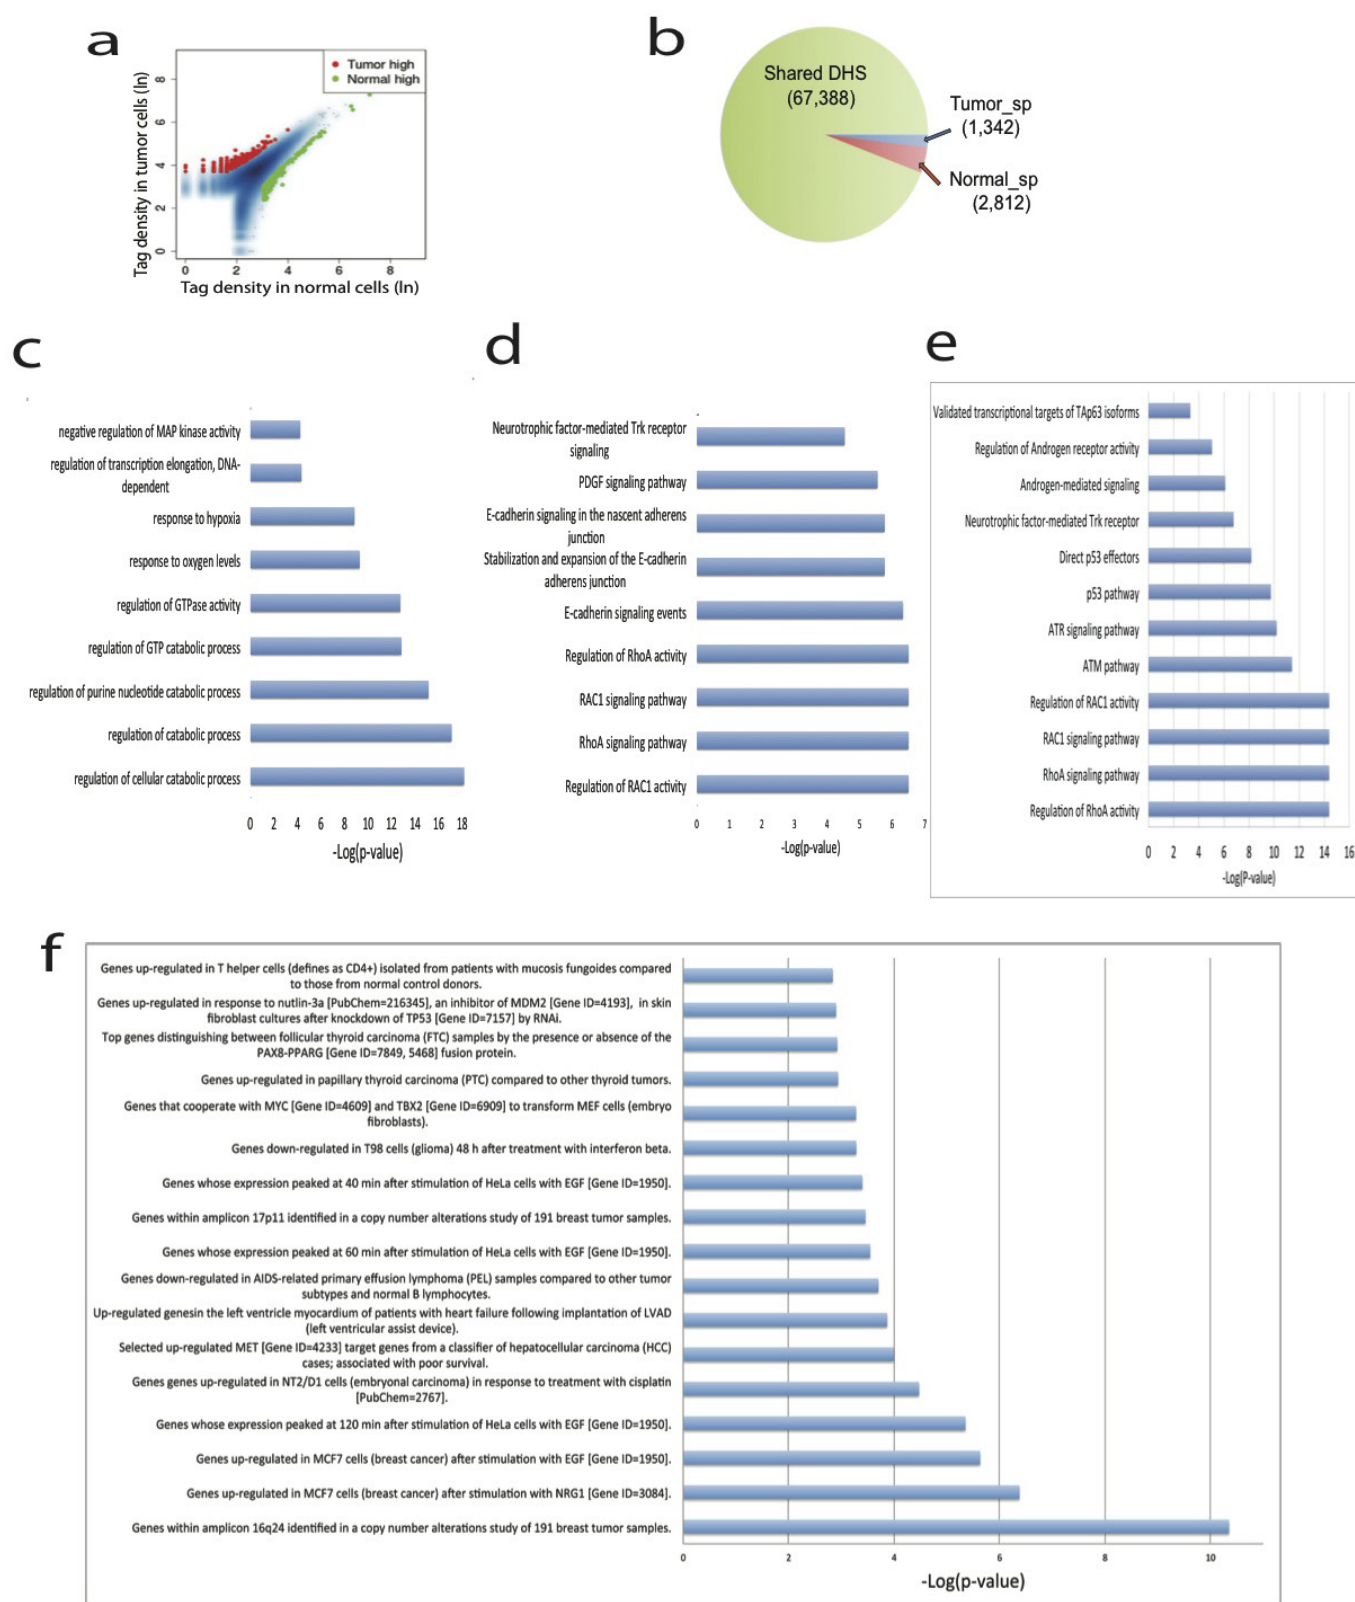 a
Tumor high
Normal high
Tag density in tumor cells (ln)
8
6
4
2
0
0 2 4 6 8
Tag density in normal cells (ln)
b
Shared DHS
(67,388)
Tumor_sp
(1,342)
Normal_sp
(2,812)
c
negative regulation of MAP kinase activity
regulation of transcription elongation, DNA-
dependent
response to hypoxia
response to oxygen levels
regulation of GTPase activity
regulation of GTP catabolic process
regulation of purine nucleotide catabolic process
regulation of catabolic process
regulation of cellular catabolic process
0 2 4 6 8 10 12 14 16 18
-Log(p-value)
d
Neurotrophic factor-mediated Trk receptor
signaling
PDGF signaling pathway
E-cadherin signaling in the nascent adherens
junction
Stabilization and expansion of the E-cadherin
adherens junction
E-cadherin signaling events
Regulation of RhoA activity
RAC1 signaling pathway
RhoA signaling pathway
Regulation of RAC1 activity
0 1 2 3 4 5 6 7
-Log(p-value)
e
Validated transcriptional targets of TAp63 isoforms
Regulation of Androgen receptor activity
Androgen-mediated signaling
Neurotrophic factor-mediated Trk receptor
Direct p53 effectors
p53 pathway
ATR signaling pathway
ATM pathway
Regulation of RAC1 activity
RAC1 signaling pathway
RhoA signaling pathway
Regulation of RhoA activity
0 2 4 6 8 10 12 14 16
-Log(P-value)
f
Genes up-regulated in T helper cells (defines as CD4+) isolated from patients with mucosis fungoides compared
to those from normal control donors.
Genes up-regulated in response to nutlin-3a [PubChem=216345], an inhibitor of MDM2 [Gene ID=4193], in skin
fibroblast cultures after knockdown of TP53 [Gene ID=7157] by RNAi.
Top genes distinguishing between follicular thyroid carcinoma (FTC) samples by the presence or absence of the
PAX8-PPARG [Gene ID=7849, 5468] fusion protein.
Genes up-regulated in papillary thyroid carcinoma (PTC) compared to other thyroid tumors.
Genes that cooperate with MYC [Gene ID=4609] and TBX2 [Gene ID=6909] to transform MEF cells (embryo
fibroblasts).
Genes down-regulated in T98 cells (glioma) 48 h after treatment with interferon beta.
Genes whose expression peaked at 40 min after stimulation of HeLa cells with EGF [Gene ID=1950].
Genes within amplicon 17p11 identified in a copy number alterations study of 191 breast tumor samples.
Genes whose expression peaked at 60 min after stimulation of HeLa cells with EGF [Gene ID=1950].
Genes down-regulated in AIDS-related primary effusion lymphoma (PEL) samples compared to other tumor
subtypes and normal B lymphocytes.
Up-regulated genesin the left ventricle myocardium of patients with heart failure following implantation of LVAD
(left ventricular assist device).
Selected up-regulated MET [Gene ID=4233] target genes from a classifier of hepatocellular carcinoma (HCC)
cases; associated with poor survival.
Genes genes up-regulated in NT2/D1 cells (embryonal carcinoma) in response to treatment with cisplatin
[PubChem=2767].
Genes whose expression peaked at 120 min after stimulation of HeLa cells with EGF [Gene ID=1950].
Genes up-regulated in MCF7 cells (breast cancer) after stimulation with EGF [Gene ID=1950].
Genes up-regulated in MCF7 cells (breast cancer) after stimulation with NRG1 [Gene ID=3084].
Genes within amplicon 16q24 identified in a copy number alterations study of 191 breast tumor samples.
0 2 4 6 8 10
-Log(p-value)